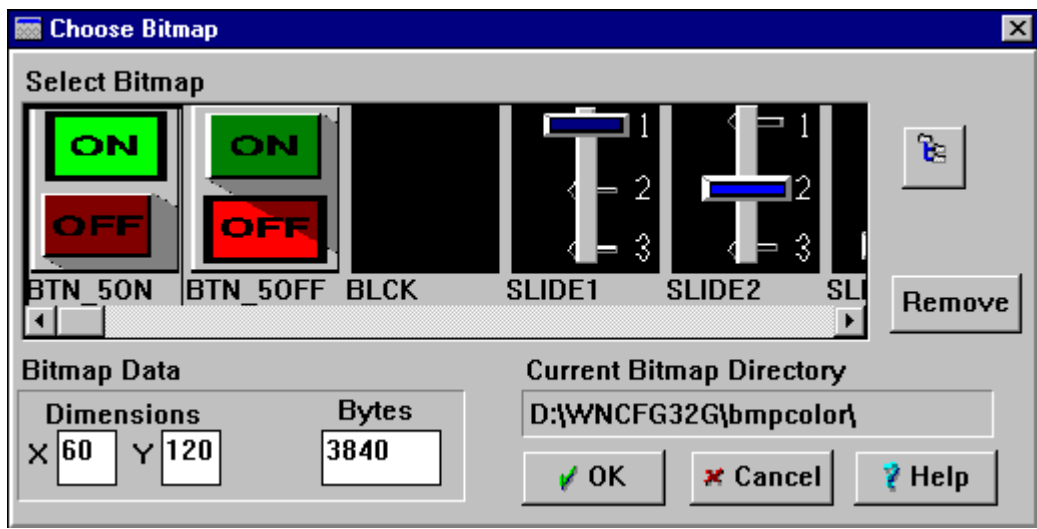 Choose Bitmap
Select Bitmap
ON ON 1 1
2 2
OFF OFF 3 3
BTN_5ON BTN_5OFF BLCK SLIDE1 SLIDE2
Remove
Bitmap Data Current Bitmap Directory
Dimensions Bytes D:\WNCFG32G\bmpcolor\
X 60 Y 120 3840
OK Cancel Help